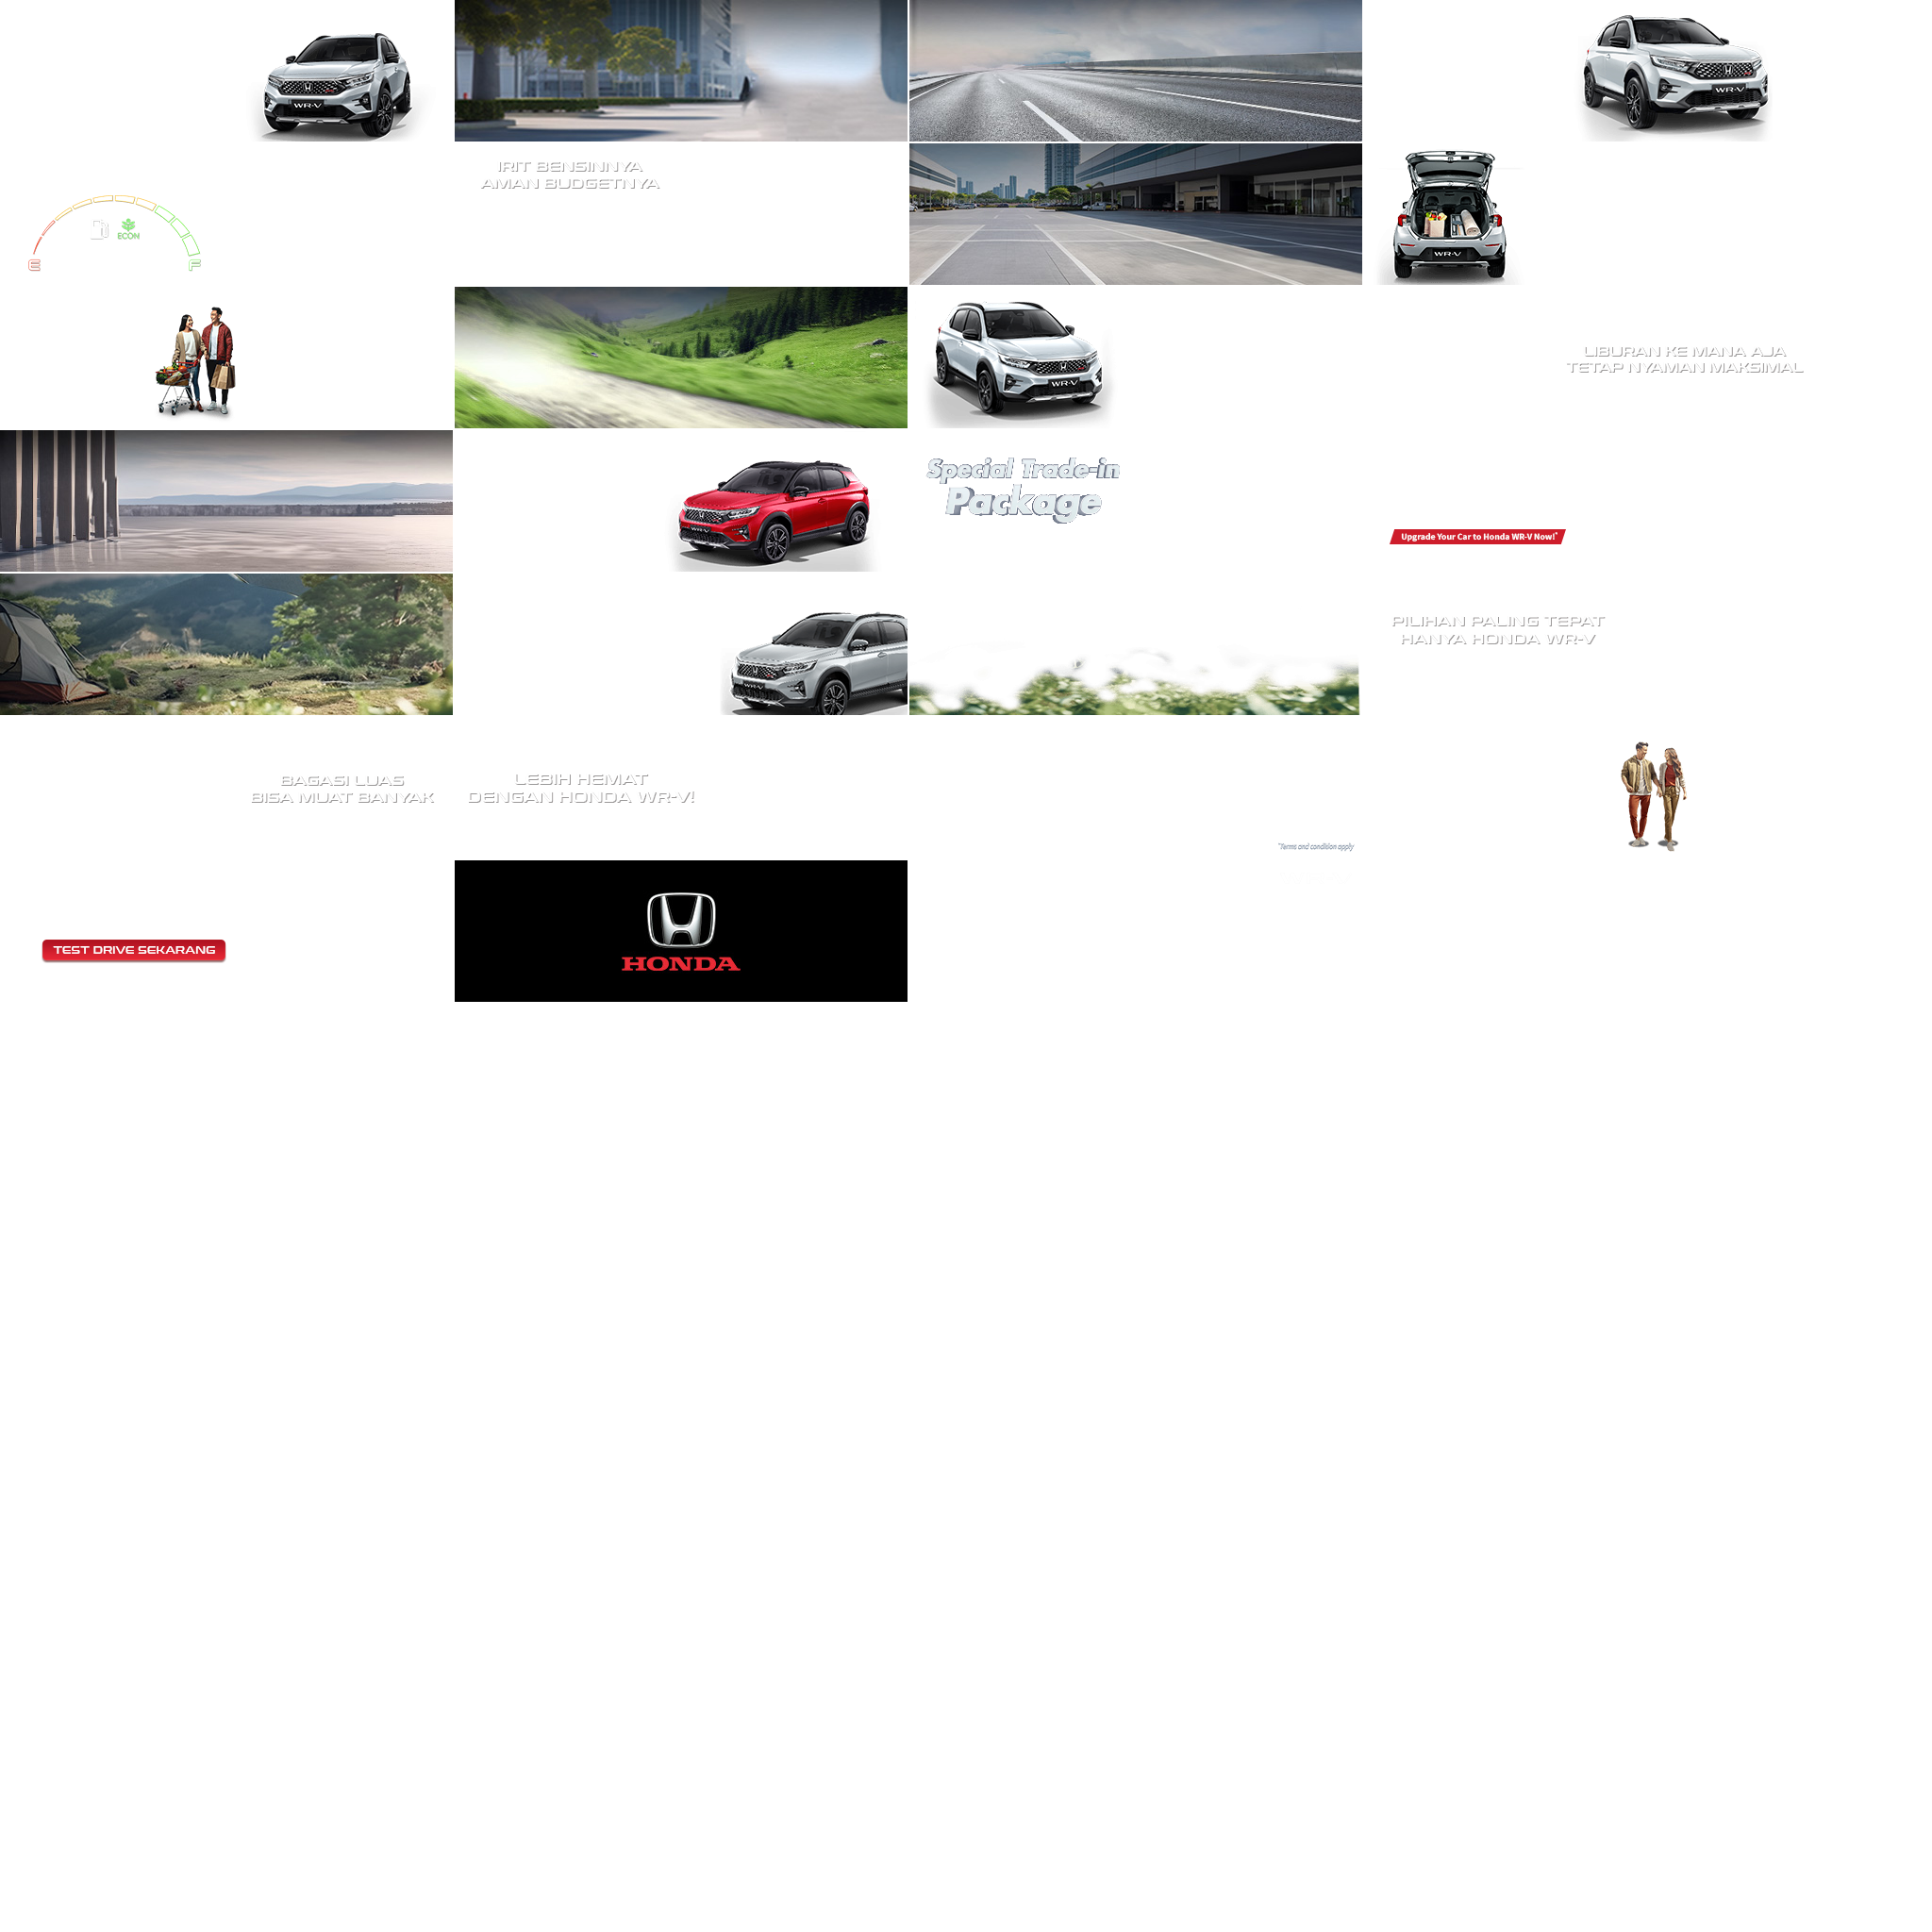 WR-V
WR-V
IRIT BENSINNYA
AMAN BUDGETNYA
ECON
E F
WR-V
WR-V
LIBURAN KE MANA AJA
TETAP NYAMAN MAKSIMAL
WR-V
Special Trade-in
Package
Upgrade Your Car to Honda WR-V Now!*
WR-V
PILIHAN PALING TEPAT
HANYA HONDA WR-V
BAGASI LUAS
BISA MUAT BANYAK
LEBIH HEMAT
DENGAN HONDA WR-V!
*Terms and condition apply
TEST DRIVE SEKARANG
HONDA